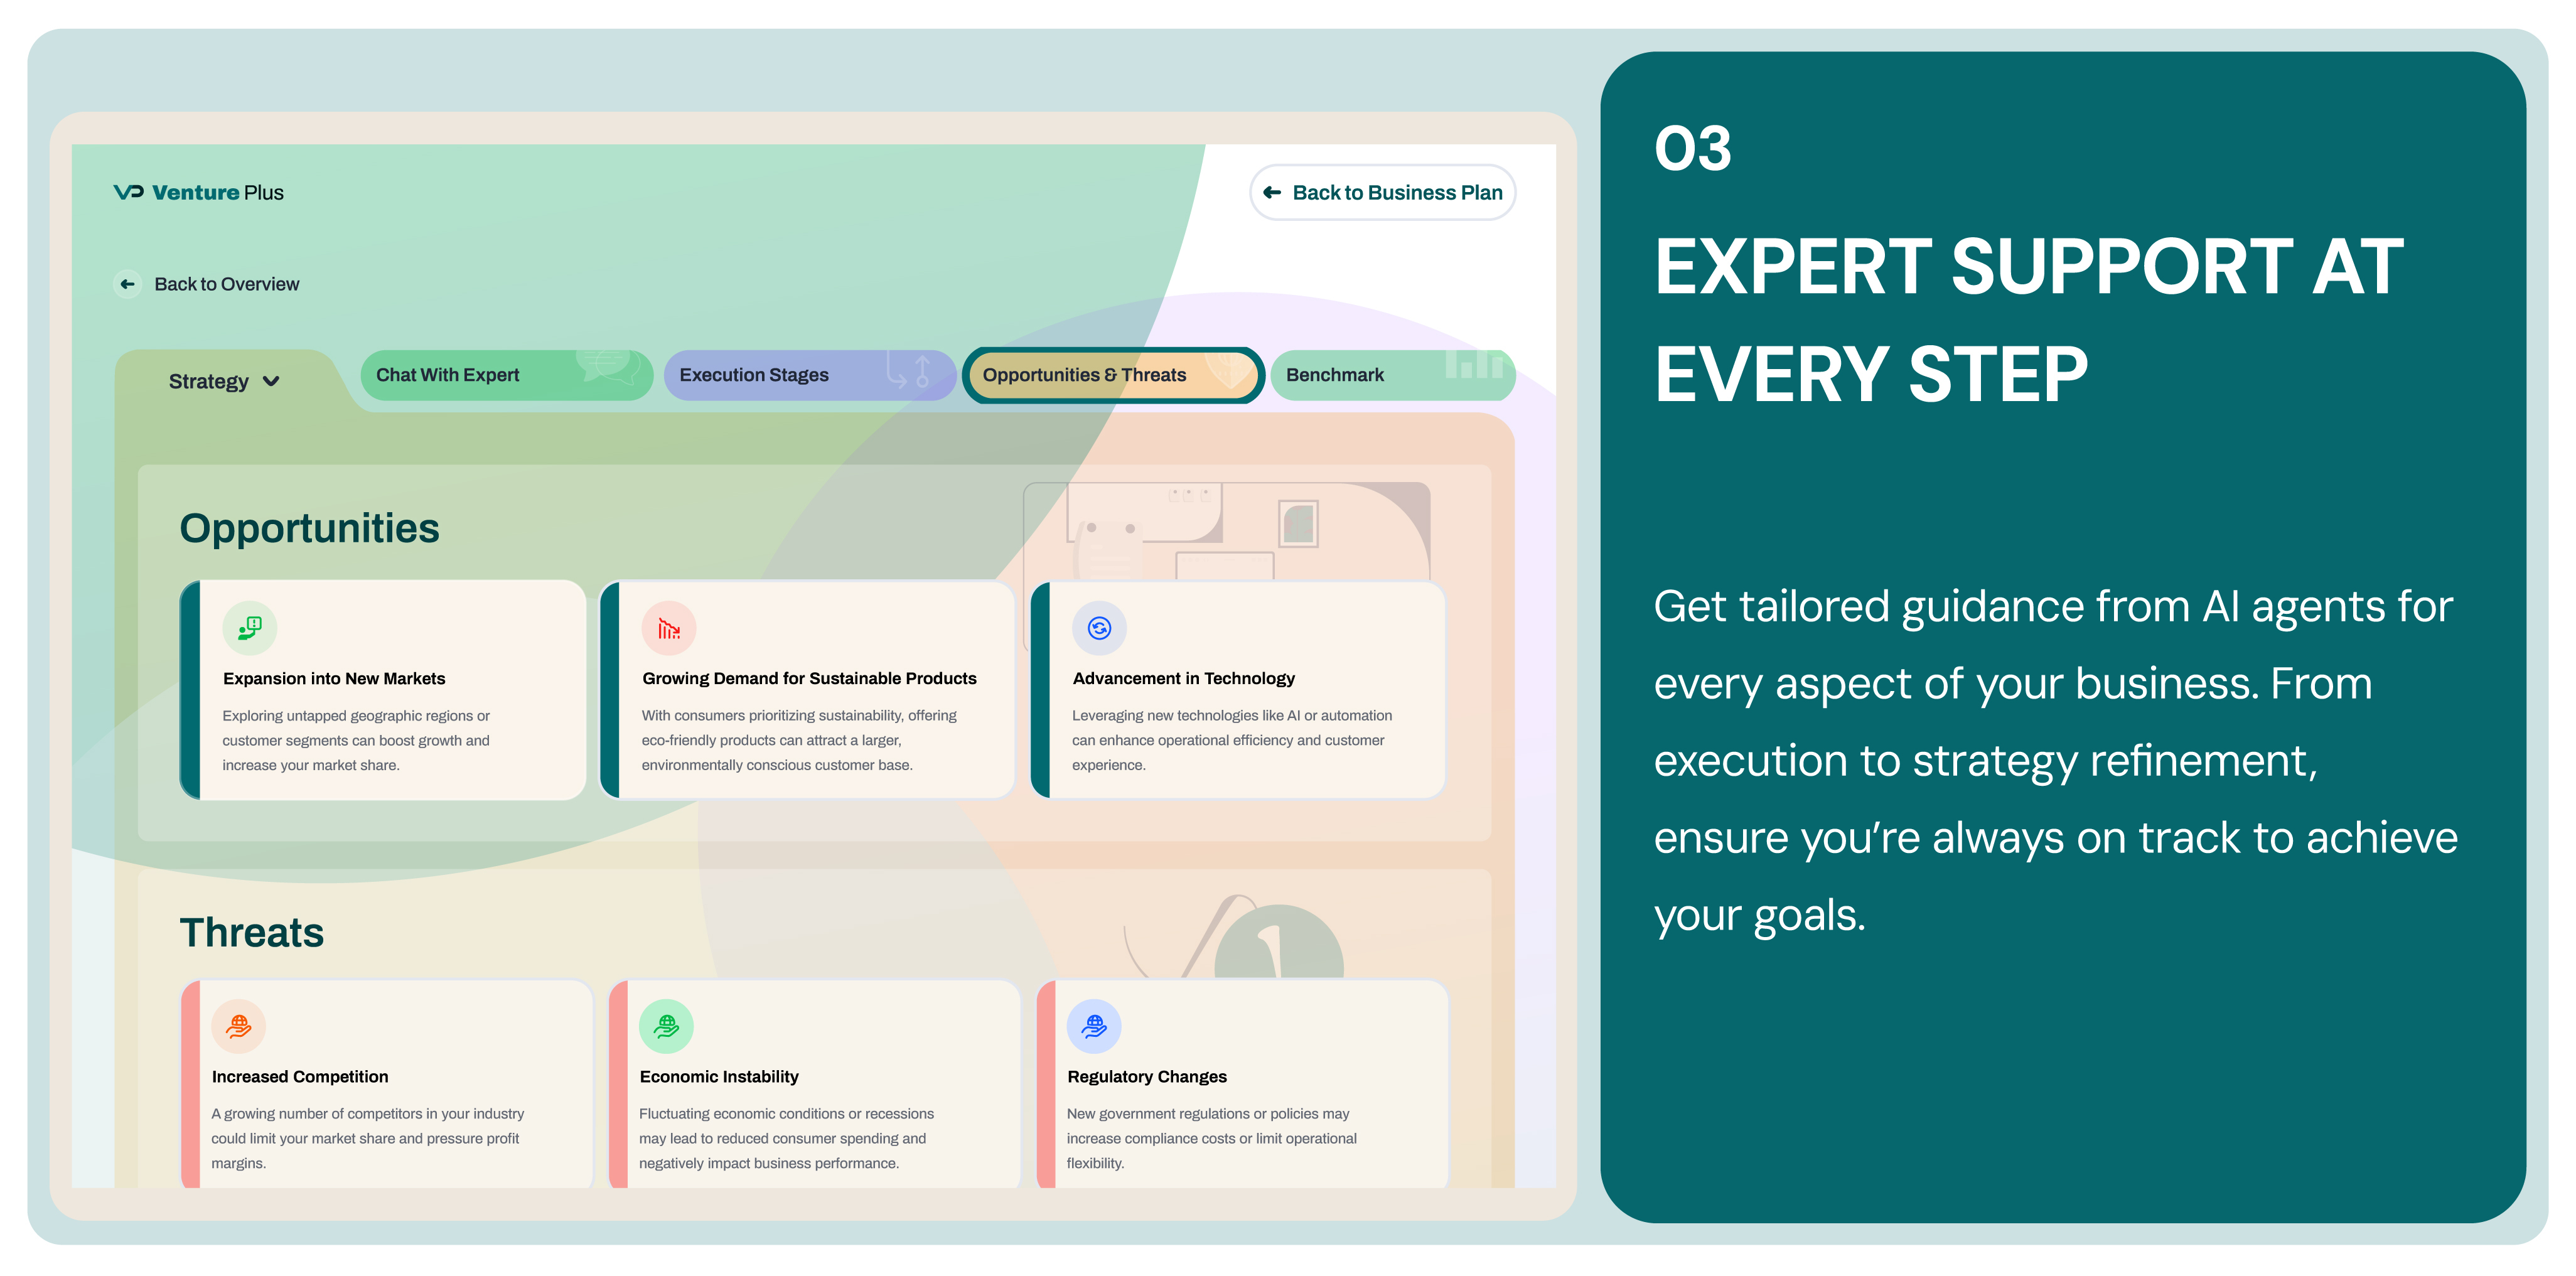 Venture Plus
Back to Business Plan
Back to Overview
Strategy
Chat With Expert
Execution Stages
Opportunities & Threats
Benchmark
Opportunities
Expansion into New Markets
Exploring untapped geographic regions or
customer segments can boost growth and
increase your market share.
Growing Demand for Sustainable Products
With consumers prioritizing sustainability, offering
eco-friendly products can attract a larger,
environmentally conscious customer base.
Advancement in Technology
Leveraging new technologies like AI or automation
can enhance operational efficiency and customer
experience.
Threats
Increased Competition
A growing number of competitors in your industry
could limit your market share and pressure profit
margins.
Economic Instability
Fluctuating economic conditions or recessions
may lead to reduced consumer spending and
negatively impact business performance.
Regulatory Changes
New government regulations or policies may
increase compliance costs or limit operational
flexibility.
03
EXPERT SUPPORT AT
EVERY STEP
Get tailored guidance from AI agents for
every aspect of your business. From
execution to strategy refinement,
ensure you’re always on track to achieve
your goals.